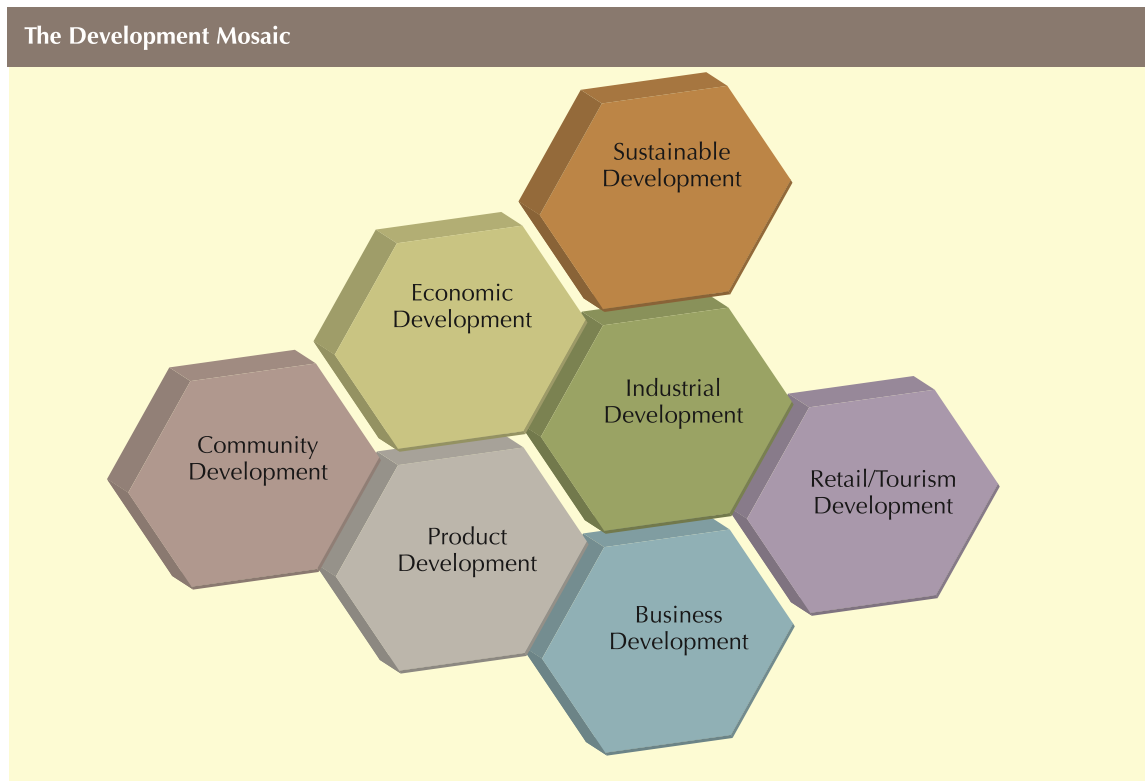 The Development Mosaic
Sustainable
Development
Economic
Development
Industrial
Development
Community
Development
Retail/Tourism
Development
Product
Development
Business
Development